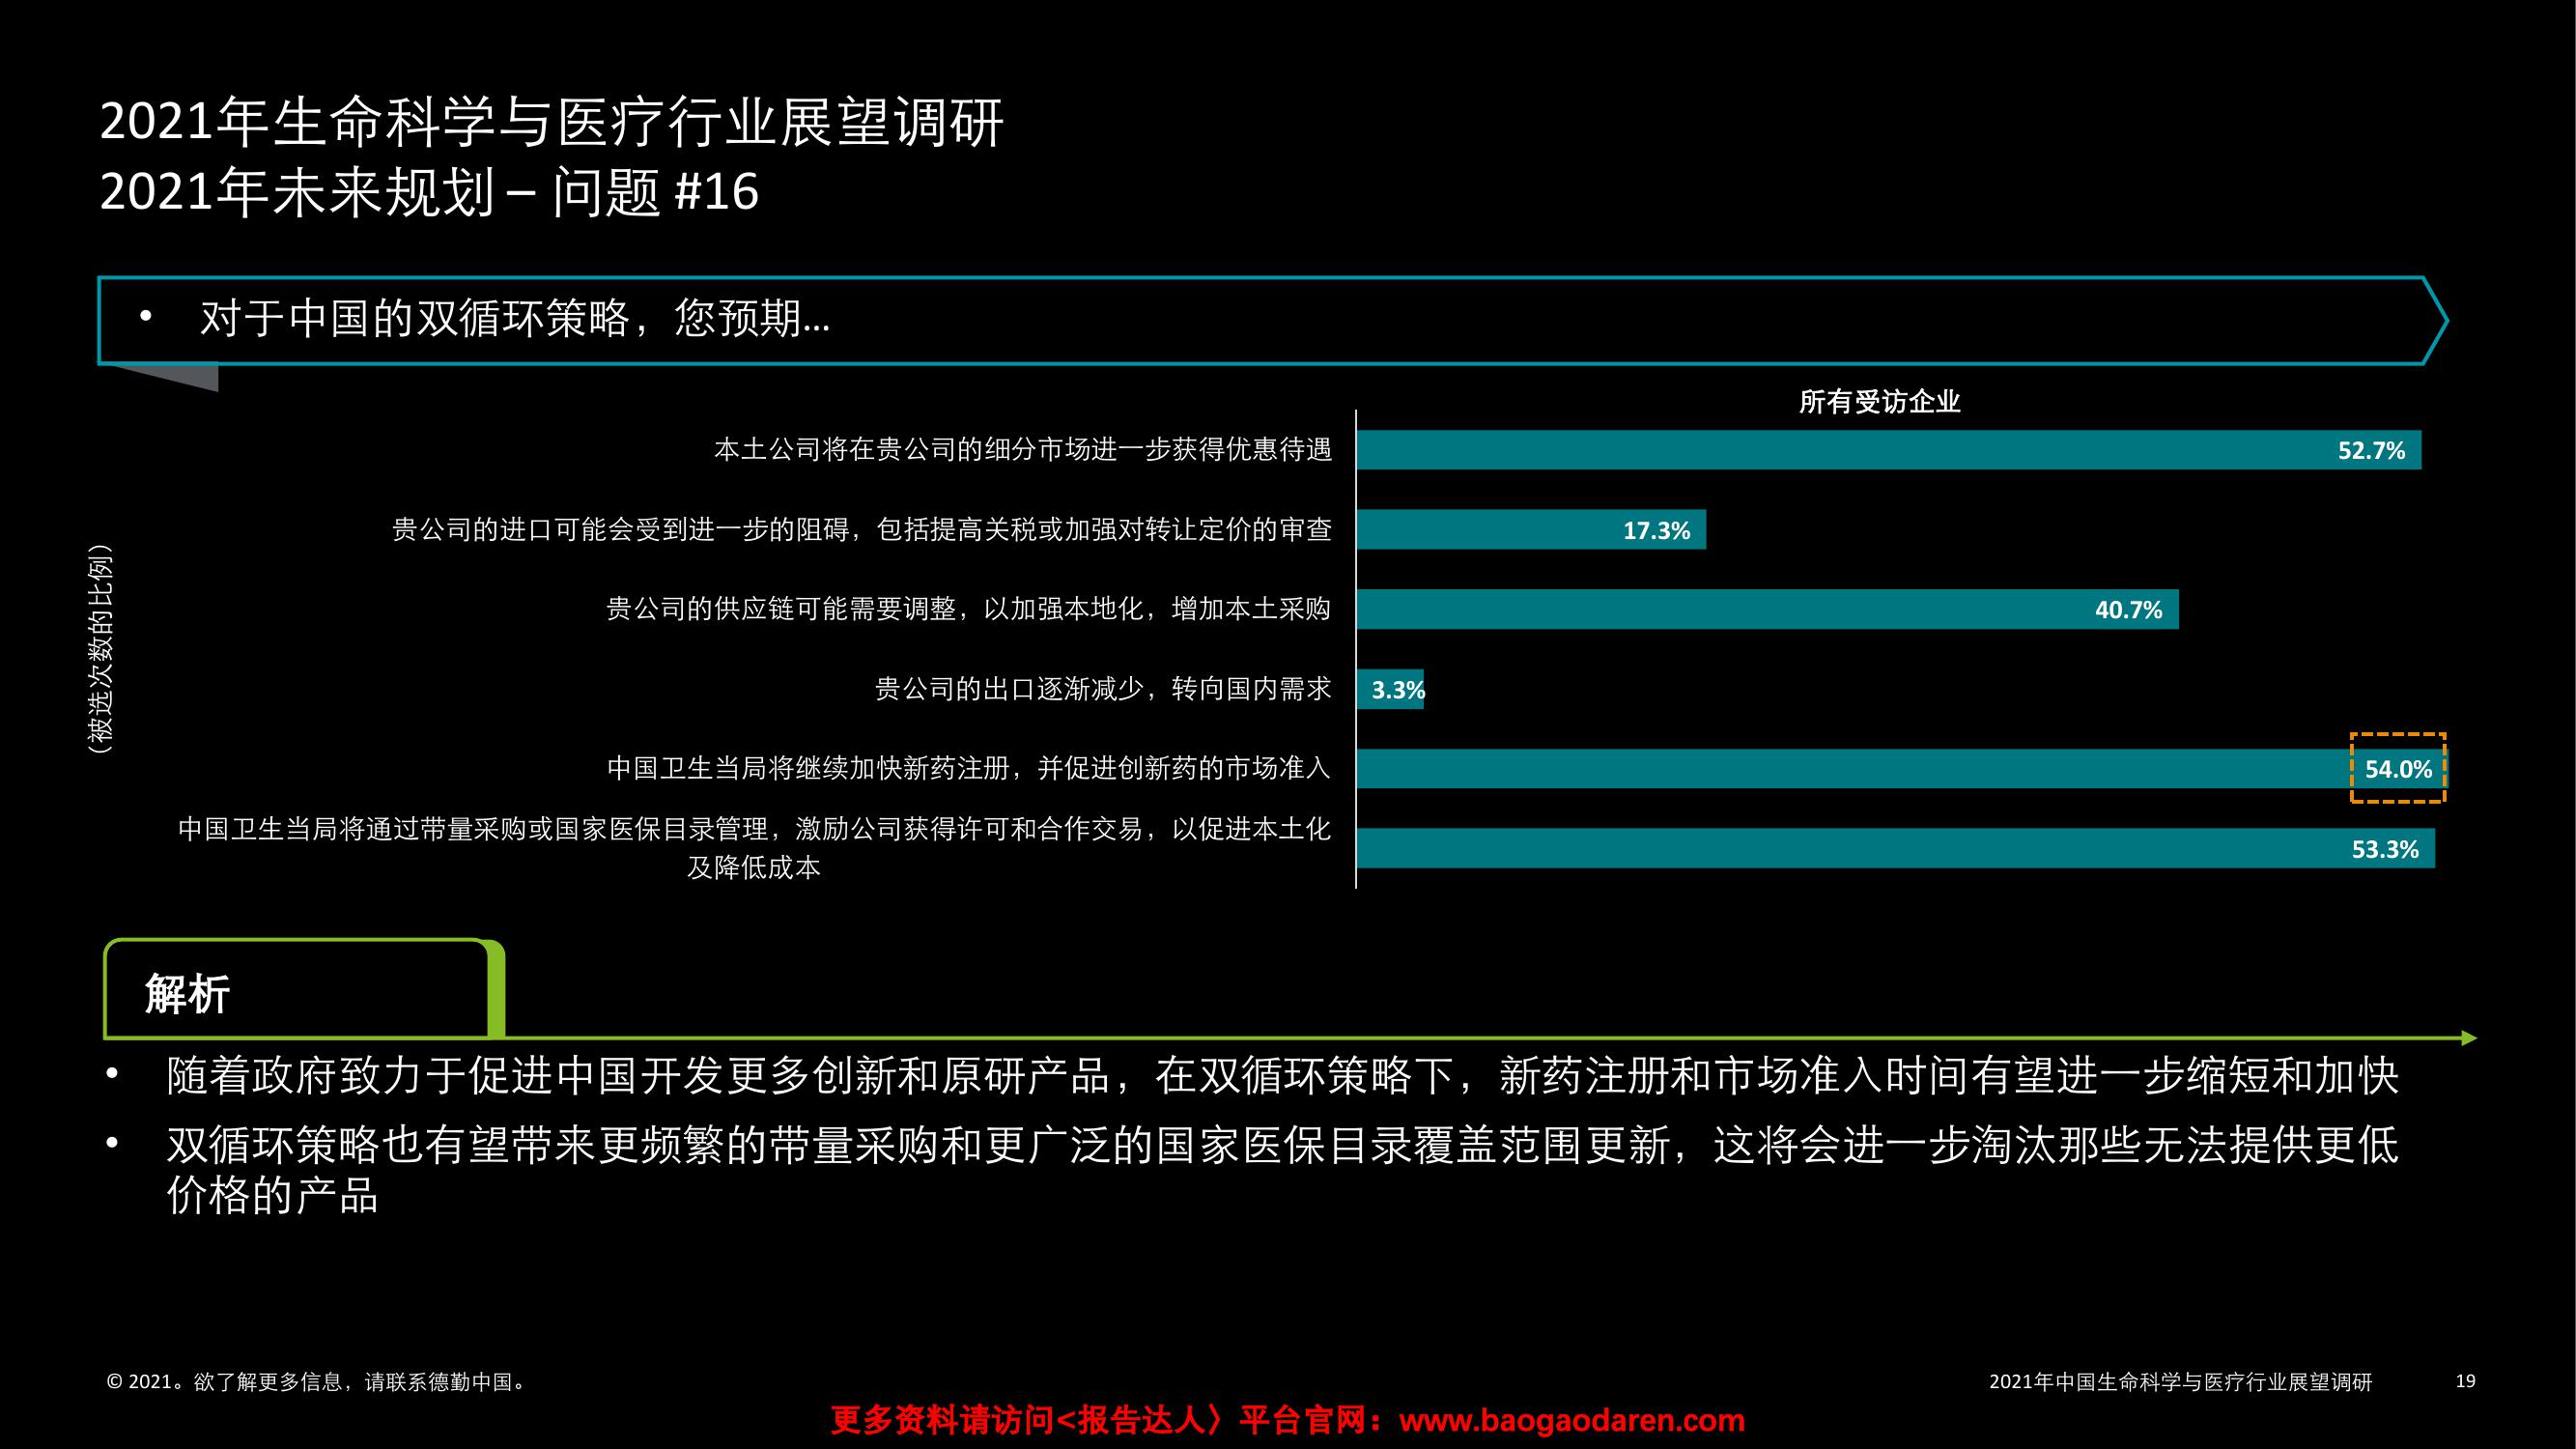 2021年生命科学与医疗行业展望调研
2021年未来规划 – 问题 #16
• 对于中国的双循环策略，您预期...
所有受访企业
（被选次数的比例）
本土公司将在贵公司的细分市场进一步获得优惠待遇
52.7%
贵公司的进口可能会受到进一步的阻碍，包括提高关税或加强对转让定价的审查
17.3%
贵公司的供应链可能需要调整，以加强本地化，增加本土采购
40.7%
贵公司的出口逐渐减少，转向国内需求
3.3%
中国卫生当局将继续加快新药注册，并促进创新药的市场准入
54.0%
中国卫生当局将通过带量采购或国家医保目录管理，激励公司获得许可和合作交易，以促进本土化
及降低成本
53.3%
解析
• 随着政府致力于促进中国开发更多创新和原研产品，在双循环策略下，新药注册和市场准入时间有望进一步缩短和加快
• 双循环策略也有望带来更频繁的带量采购和更广泛的国家医保目录覆盖范围更新，这将会进一步淘汰那些无法提供更低
价格的产品
© 2021。欲了解更多信息，请联系德勤中国。
2021年中国生命科学与医疗行业展望调研
19
更多资料请访问<报告达人〉平台官网：www.baogaodaren.com